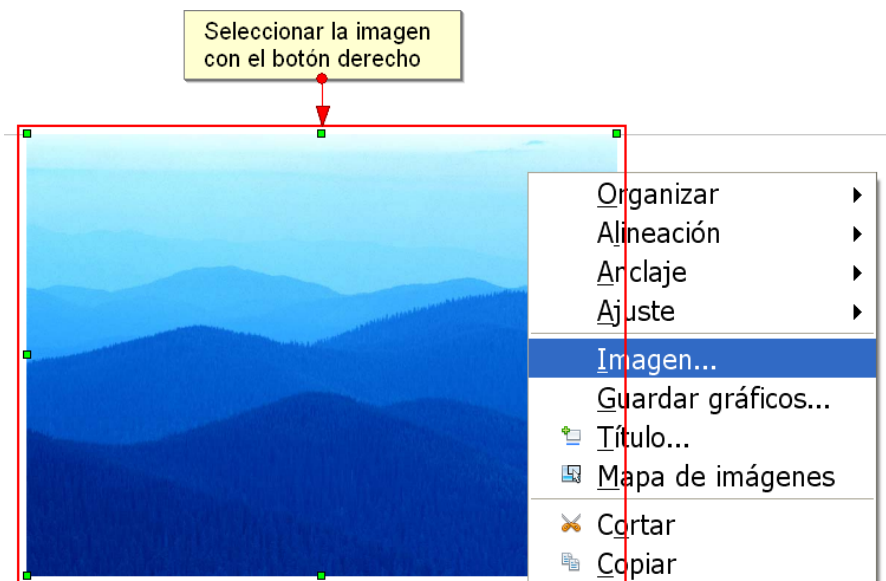 Seleccionar la imagen
con el botón derecho
Organizar
Alineación
Anclaje
Ajuste
Imagen...
Guardar gráficos...
Título...
Mapa de imágenes
Cortar
Copiar